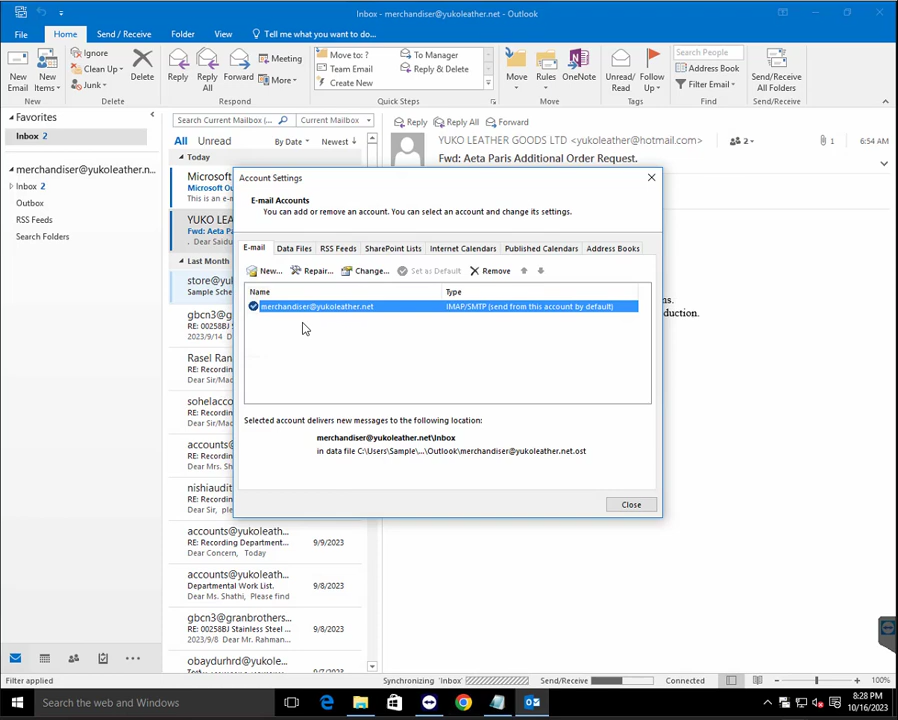 Inbox - merchandiser@yukoleather.net - Outlook
File Home Send / Receive Folder View Tell me what you want to do...
New Email
New Items
Ignore
Clean Up
Junk
Delete
Reply
Reply All
Forward
Meeting
More
Move to: ?
Team Email
Create New
To Manager
Reply & Delete
Move
Rules
OneNote
Unread/ Read
Follow Up
Search People
Address Book
Filter Email
Send/Receive All Folders
New Delete Respond Quick Steps Move Tags Find Send/Receive
Favorites
Inbox 2
merchandiser@yukoleather.n...
Inbox 2
Outbox
RSS Feeds
Search Folders
Search Current Mailbox (... Current Mailbox
All Unread By Date Newest
Today
Microsoft
Microsoft Ou
This is an e-m
YUKO LEA
Fwd: Aeta
Dear Saidu
Last Month
store@yu
Sample Sche
gbcn3@gr
RE: 00258BJ
2023/9/14
Rasel Ran
RE: Recordin
Dear Sir/Mac
sohelacco
RE: Recordin
Dear Sir/Mac
accounts@
RE: Recordin
Dear Mrs. Sh
nishiaudit
RE: Recordin
Dear Sir, ple
accounts@yukoleath...
RE: Recording Department... 9/9/2023
Dear Concern, Today
accounts@yukoleath...
Departmental Work List. 9/8/2023
Dear Ms. Shathi, Please find
gbcn3@granbrothers...
RE: 00258BJ Stainless Steel ... 9/8/2023
2023/9/8 Dear Mr. Rahman...
obaydurhrd@yukole...
Reply Reply All Forward
YUKO LEATHER GOODS LTD <yukoleather@hotmail.com> 2 1 6:54 AM
Fwd: Aeta Paris Additional Order Request.
ns.
duction.
Account Settings
E-mail Accounts
You can add or remove an account. You can select an account and change its settings.
E-mail Data Files RSS Feeds SharePoint Lists Internet Calendars Published Calendars Address Books
New... Repair... Change... Set as Default Remove
Name Type
merchandiser@yukoleather.net IMAP/SMTP (send from this account by default)
Selected account delivers new messages to the following location:
merchandiser@yukoleather.net\Inbox
in data file C:\Users\Sample\...\Outlook\merchandiser@yukoleather.net.ost
Close
Filter applied Synchronizing 'Inbox' Send/Receive Connected 100%
Search the web and Windows
8:28 PM
10/16/2023